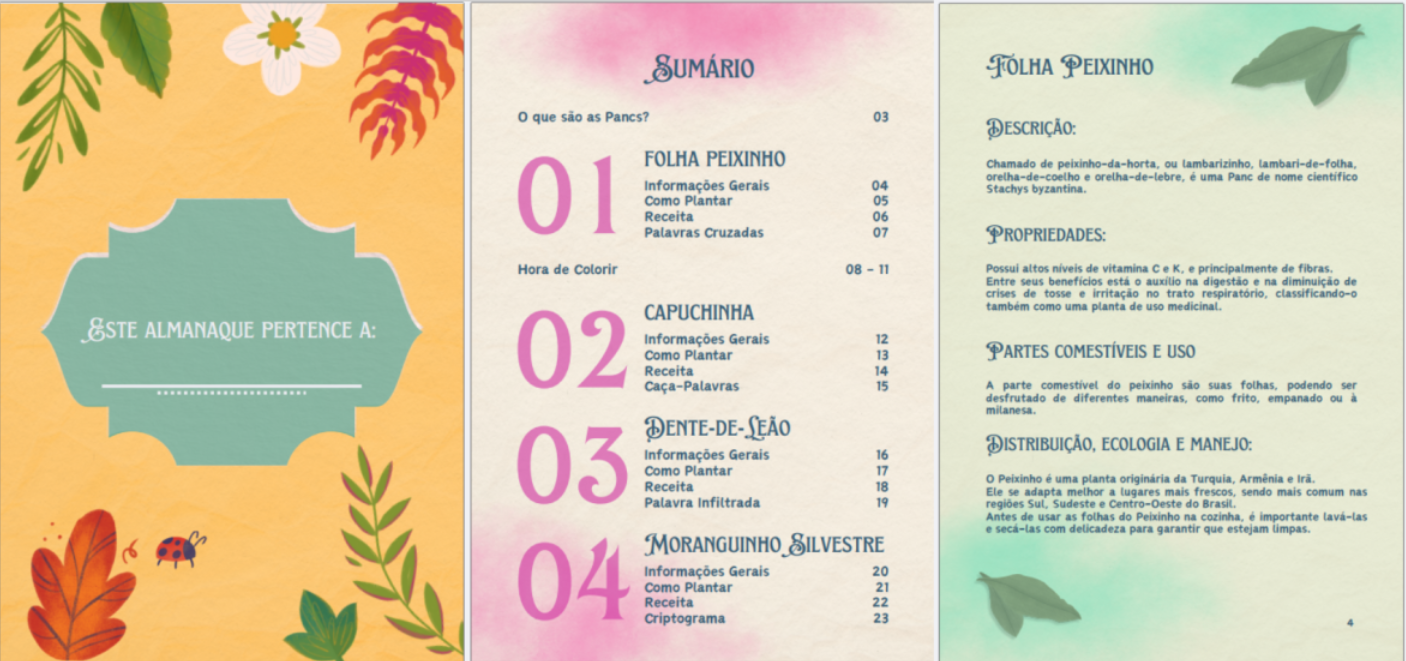 Este almanaque pertence a:
Sumário
O que são as Pancs? 03
01
Folha Peixinho
Informações Gerais 04
Como Plantar 05
Receita 06
Palavras Cruzadas 07
Hora de Colorir 08 - 11
02
Capuchinha
Informações Gerais 12
Como Plantar 13
Receita 14
Caça-Palavras 15
03
Dente-de-Leão
Informações Gerais 16
Como Plantar 17
Receita 18
Palavra Infiltrada 19
04
Moranguinho Silvestre
Informações Gerais 20
Como Plantar 21
Receita 22
Criptograma 23
Folha Peixinho
Descrição:
Chamado de peixinho-da-horta, ou lambarizinho, lambari-de-folha,
orelha-de-coelho e orelha-de-lebre, é uma Panc de nome científico
Stachys byzantina.
Propriedades:
Possui altos níveis de vitamina C e K, e principalmente de fibras.
Entre seus benefícios está o auxílio na digestão e na diminuição de
crises de tosse e irritação no trato respiratório, classificando-o
também como uma planta de uso medicinal.
Partes comestíveis e uso
A parte comestível do peixinho são suas folhas, podendo ser
desfrutado de diferentes maneiras, como frito, empanado ou à
milanesa.
Distribuição, ecologia e manejo:
O Peixinho é uma planta originária da Turquia, Armênia e Irã.
Ele se adapta melhor a lugares mais frescos, sendo mais comum nas
regiões Sul, Sudeste e Centro-Oeste do Brasil.
Antes de usar as folhas do Peixinho na cozinha, é importante lavá-las
e secá-las com delicadeza para garantir que estejam limpas.
4